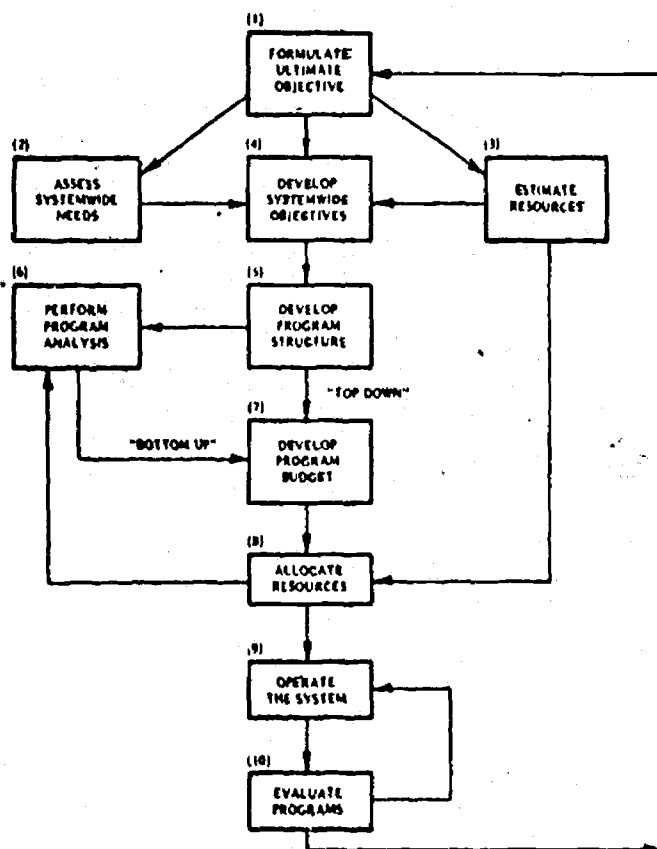 (1)
FORMULATE
ULTIMATE
OBJECTIVE
(2)
ASSESS
SYSTEMWIDE
NEEDS
(4)
DEVELOP
SYSTEMWIDE
OBJECTIVES
(3)
ESTIMATE
RESOURCES
(6)
PERFORM
PROGRAM
ANALYSIS
(5)
DEVELOP
PROGRAM
STRUCTURE
"TOP DOWN"
"BOTTOM UP"
(7)
DEVELOP
PROGRAM
BUDGET
(8)
ALLOCATE
RESOURCES
(9)
OPERATE
THE SYSTEM
(10)
EVALUATE
PROGRAMS